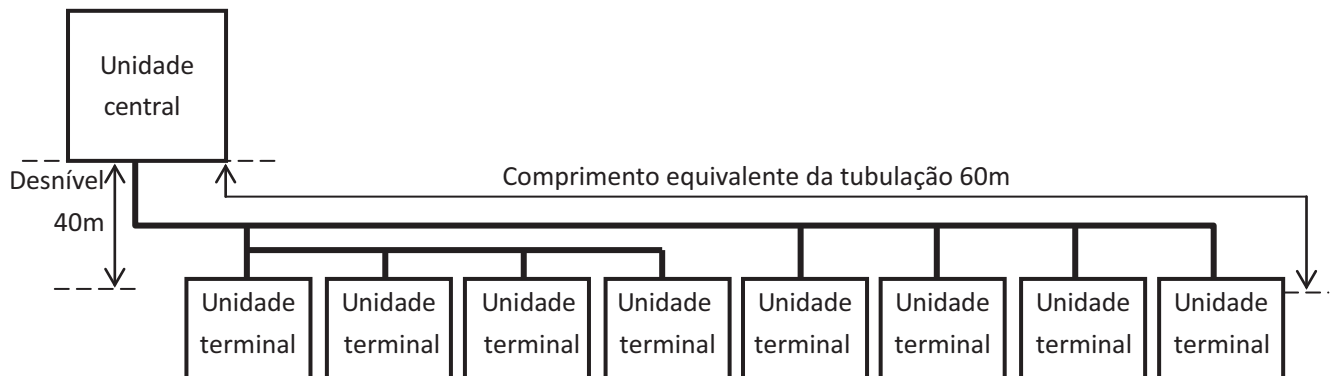 Unidade
central
Desnível
40m
Comprimento equivalente da tubulação 60m
Unidade
terminal
Unidade
terminal
Unidade
terminal
Unidade
terminal
Unidade
terminal
Unidade
terminal
Unidade
terminal
Unidade
terminal